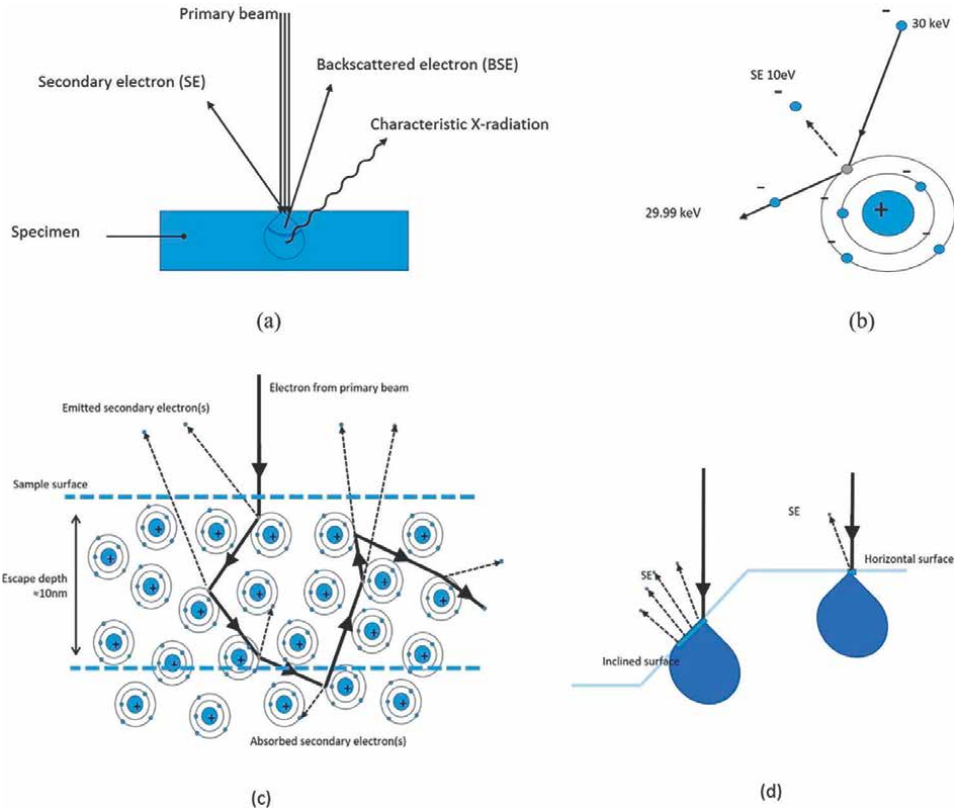 Primary beam
Secondary electron (SE)
Backscattered electron (BSE)
Characteristic X-radiation
Specimen
(a)
30 keV
SE 10eV
29.99 keV
+
(b)
Electron from primary beam
Emitted secondary electron(s)
Sample surface
Escape depth
≈10nm
Absorbed secondary electron(s)
(c)
SE
Horizontal surface
SE
Inclined surface
(d)